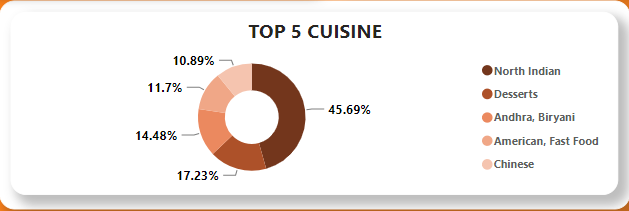 TOP 5 CUISINE
10.89%
11.7%
14.48%
17.23%
45.69%
North Indian
Desserts
Andhra, Biryani
American, Fast Food
Chinese